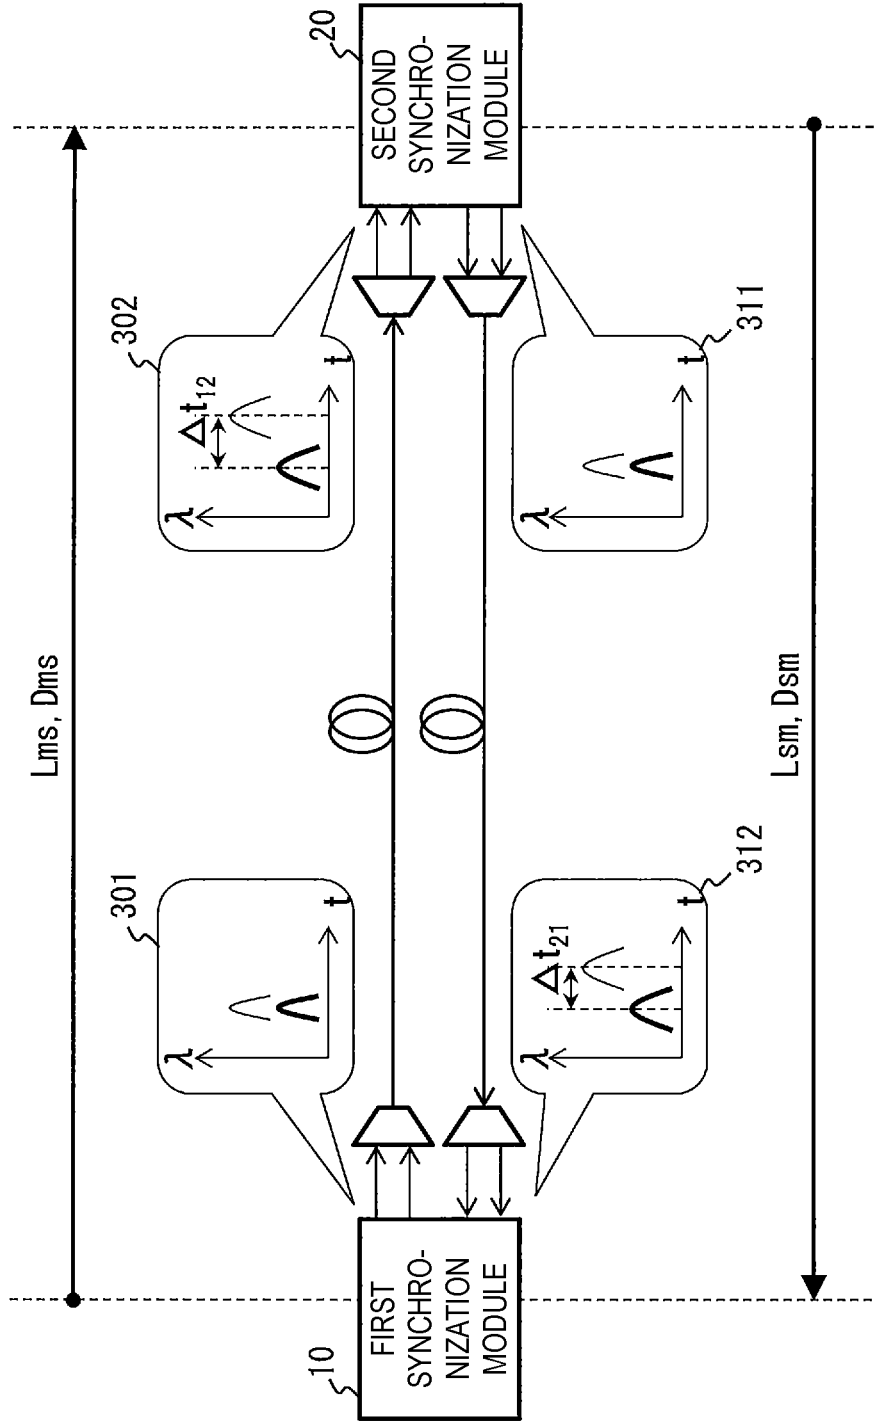 Lms, Dms
301
302
λ
t
λ
Δt12
t
10
FIRST
SYNCHRO-
NIZATION
MODULE
20
SECOND
SYNCHRO-
NIZATION
MODULE
λ
Δt21
t
312
λ
t
311
Lsm, Dsm